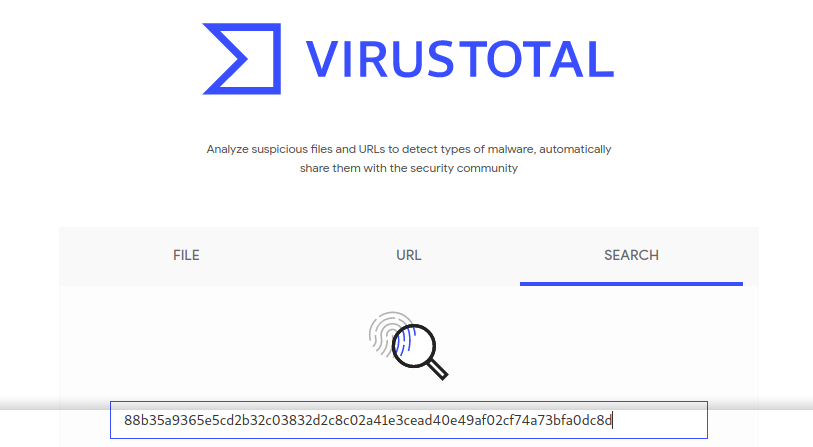 VIRUSTOTAL
Analyze suspicious files and URLs to detect types of malware, automatically
share them with the security community
FILE URL SEARCH
88b35a9365e5cd2b32c03832d2c8c02a41e3cead40e49af02cf74a73bfa0dc8d